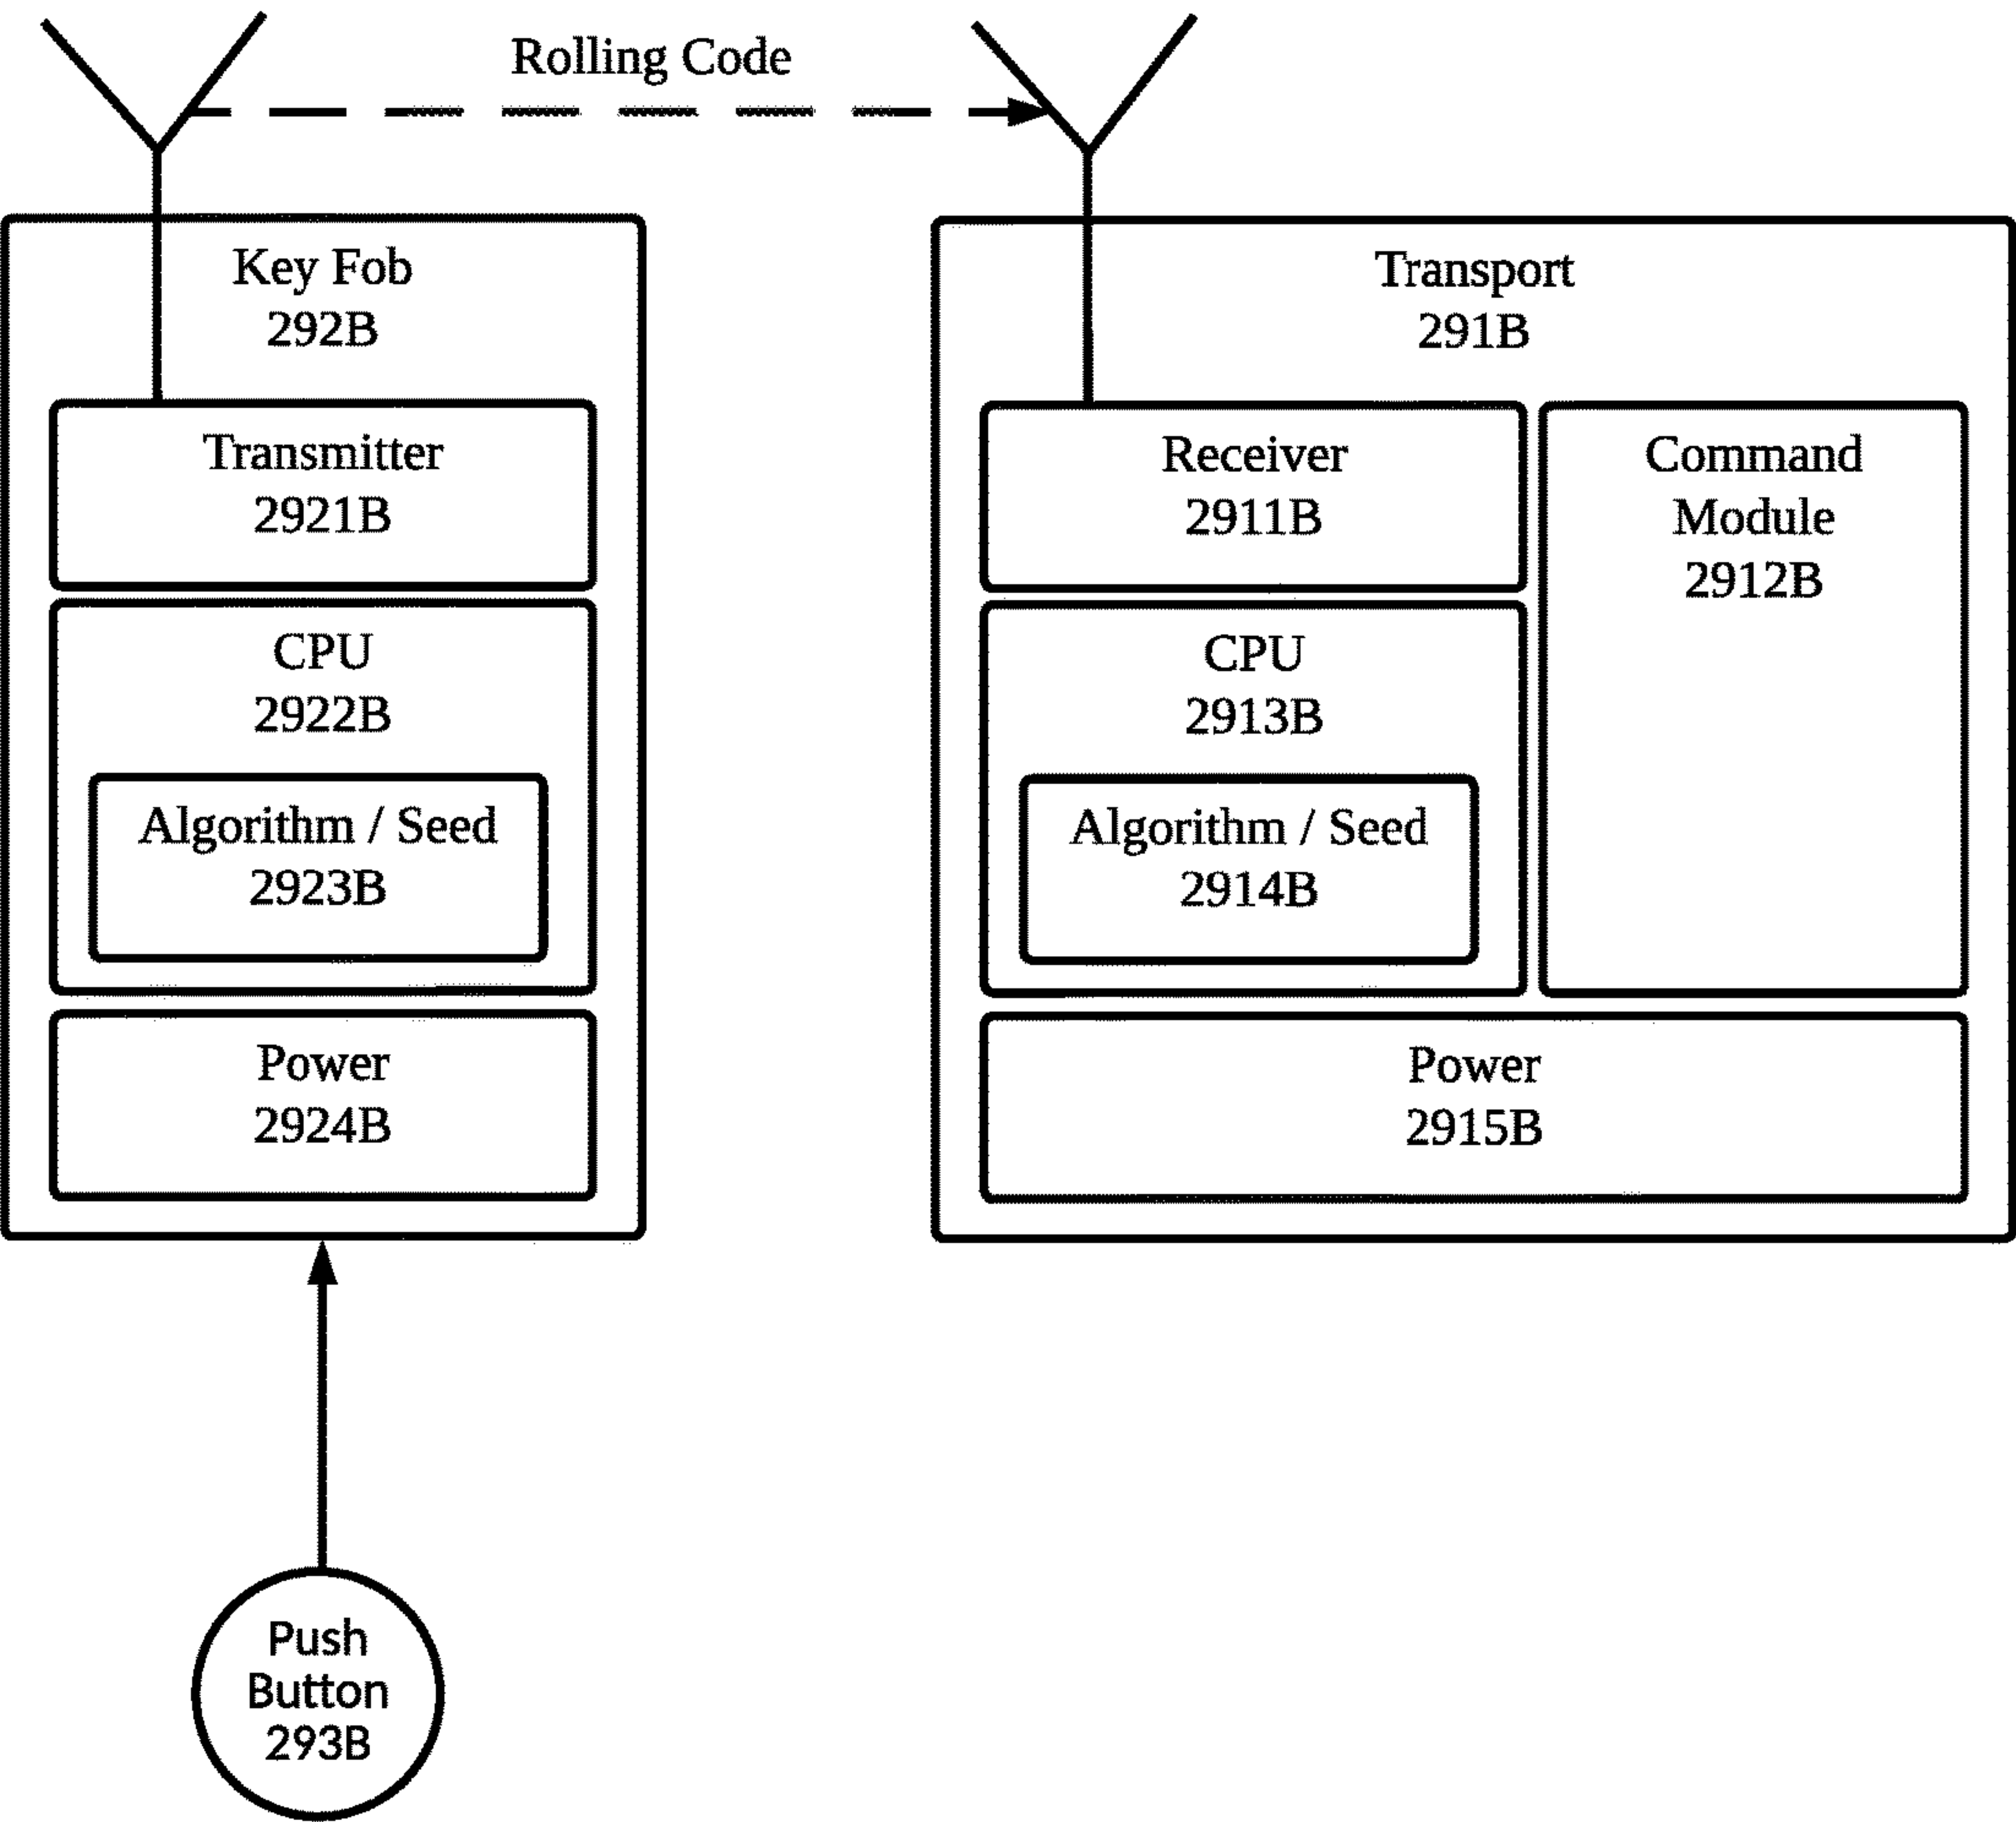 Rolling Code
Key Fob
292B
Transmitter
2921B
CPU
2922B
Algorithm / Seed
2923B
Power
2924B
Push
Button
293B
Transport
291B
Receiver
2911B
CPU
2913B
Algorithm / Seed
2914B
Command
Module
2912B
Power
2915B